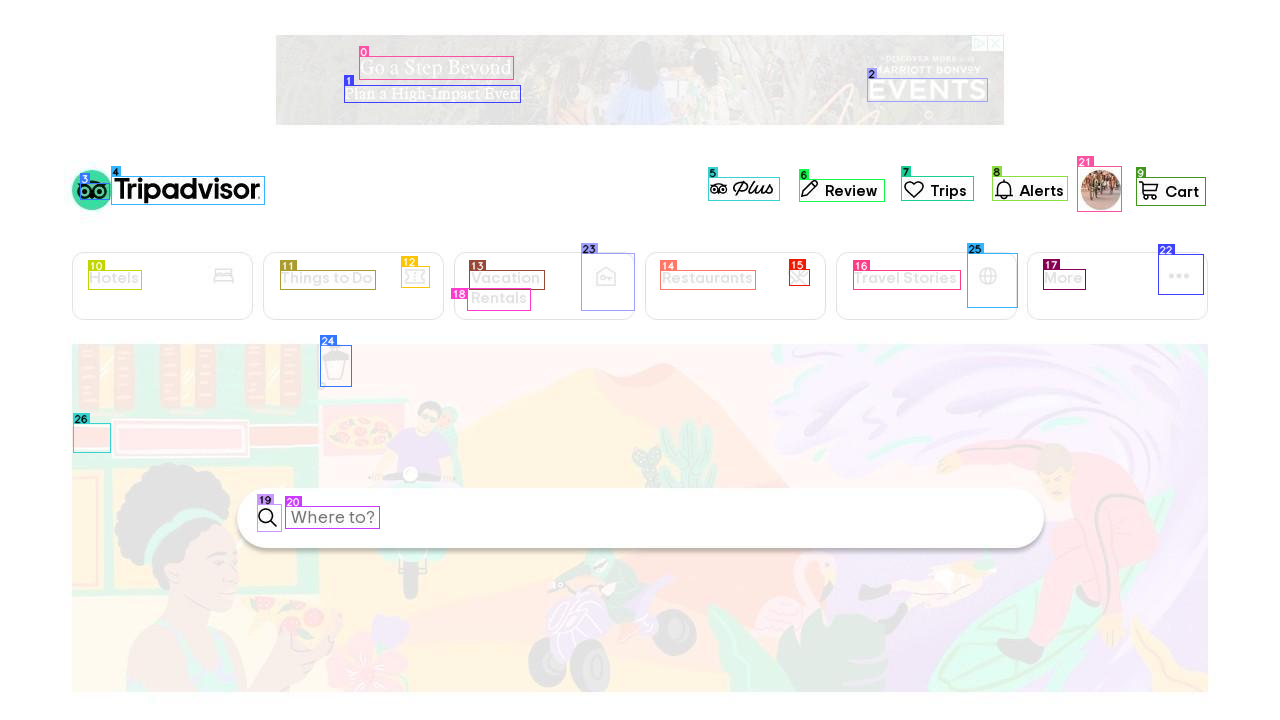 Go a Step Beyond
Plan a High-Impact Even
DISCOVER MORE
MARRIOTT BONVOY
EVENTS
Tripadvisor
Plus
Review
Trips
Alerts
Cart
Hotels
Things to Do
Vacation
Rentals
Restaurants
Travel Stories
More
Where to?
0
1
2
3
4
5
6
7
8
9
10
11
12
13
14
15
16
17
18
19
20
21
22
23
24
25
26